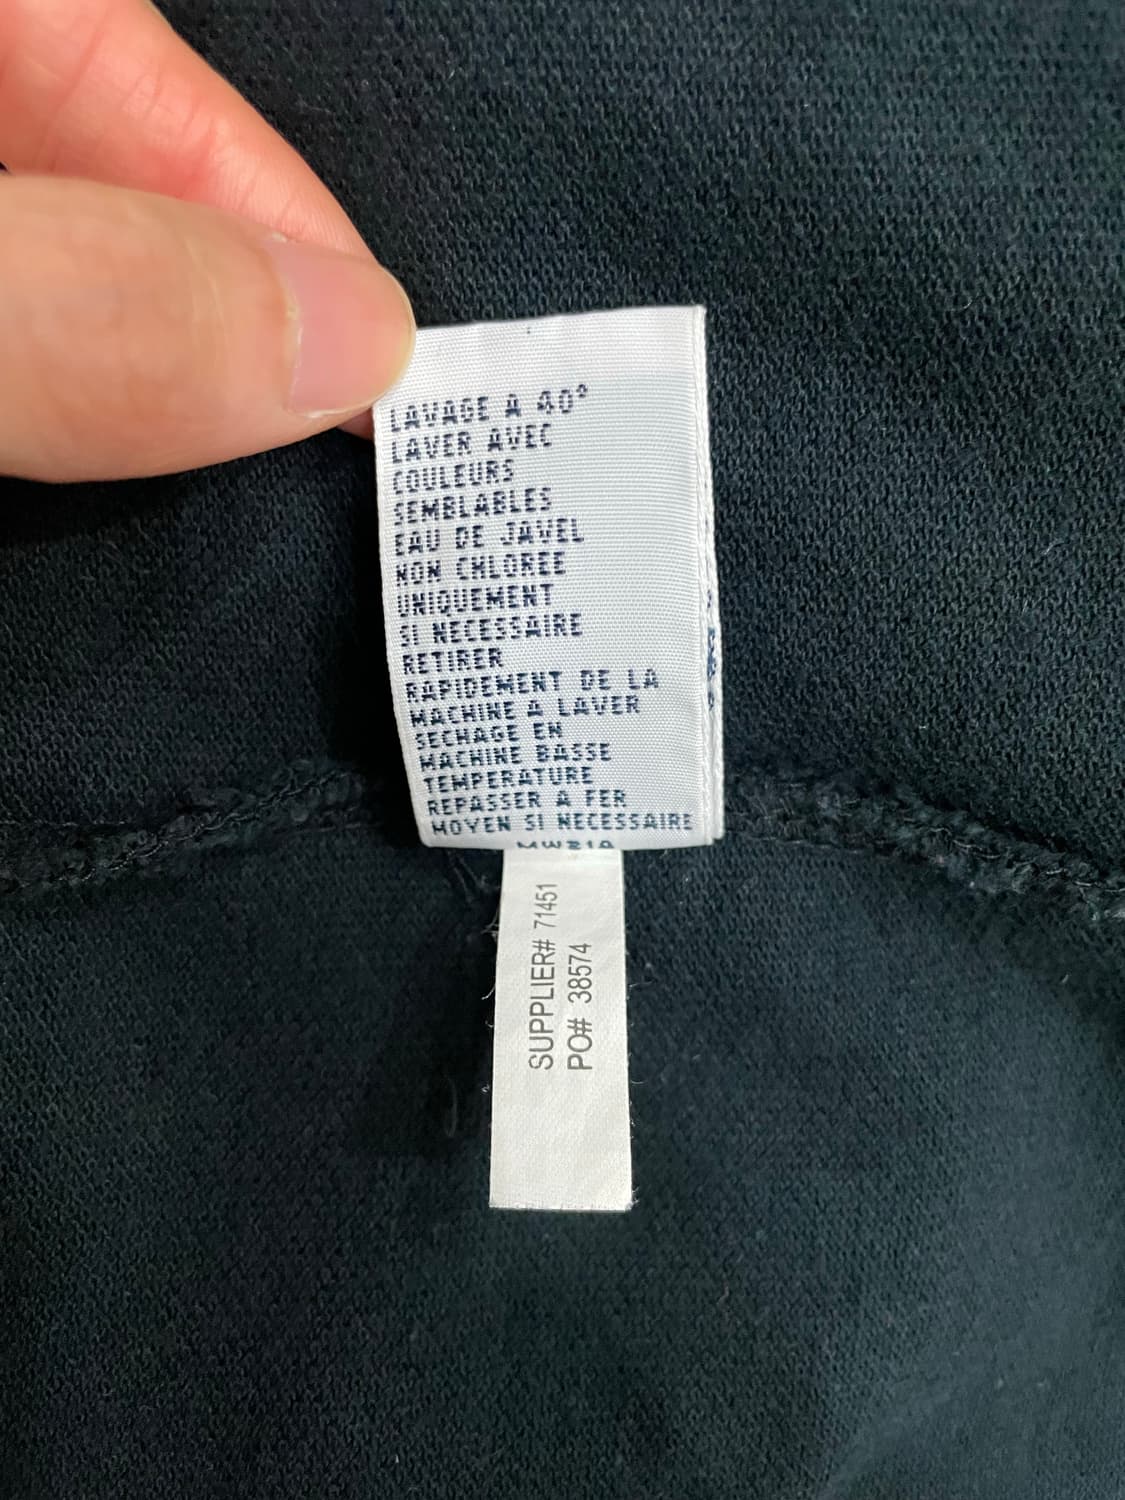 LAVAGE A 40°
LAVER AVEC
COULEURS
SEMBLABLES
EAU DE JAVEL
NON CHLOREE
UNIQUEMENT
SI NECESSAIRE
RETIRER
RAPIDEMENT DE LA
MACHINE A LAVER
SECHAGE EN
MACHINE BASSE
TEMPERATURE
REPASSER A FER
MOYEN SI NECESSAIRE
SUPPLIER# 71451
PO# 38574